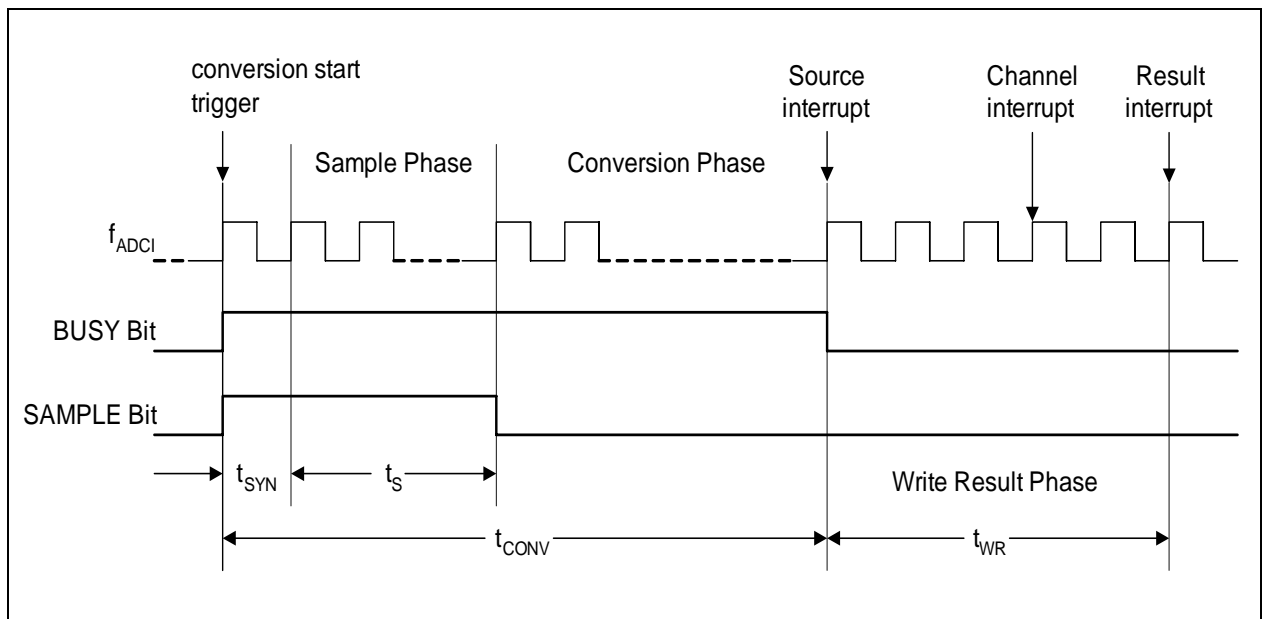 conversion start
trigger
Source
interrupt
Channel
interrupt
Result
interrupt
Sample Phase
Conversion Phase
fADCI
BUSY Bit
SAMPLE Bit
tSYN
tS
Write Result Phase
tCONV
tWR